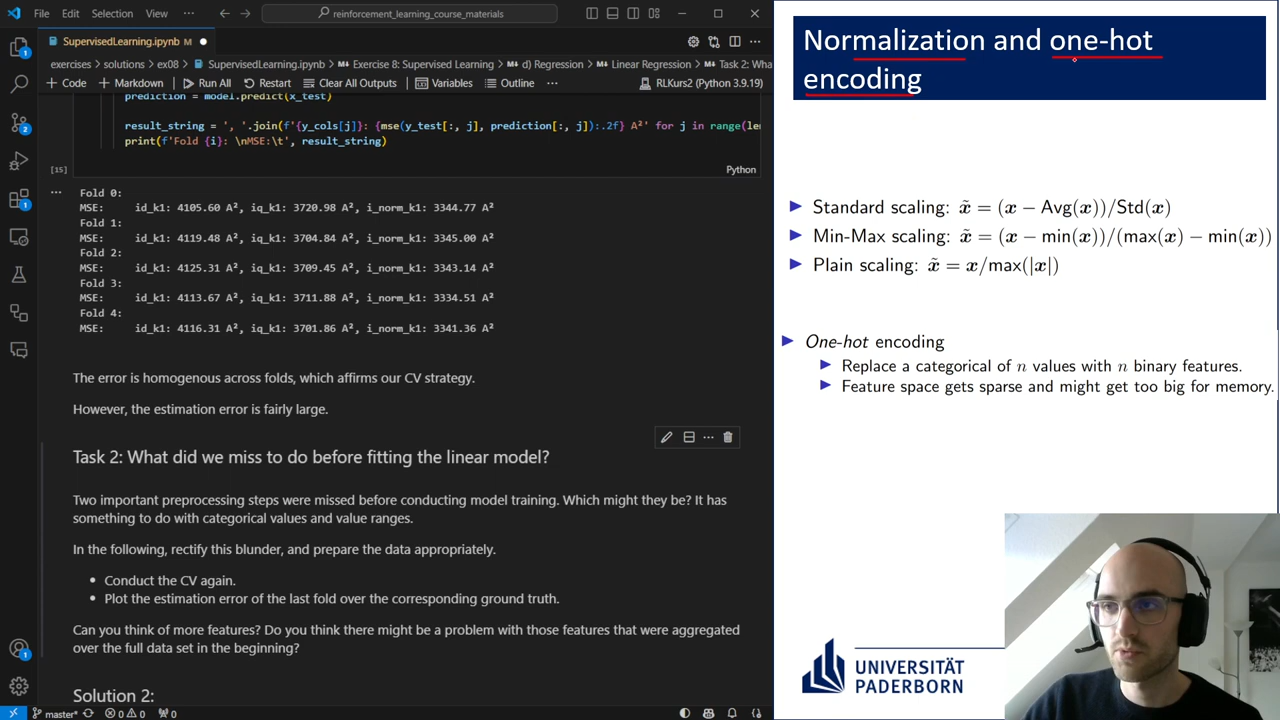 File Edit Selection View ··· reinforcement_learning_course_materials
SupervisedLearning.ipynb M
exercises > solutions > ex08 > SupervisedLearning.ipynb > Exercise 8: Supervised Learning > d) Regression > Linear Regression > Task 2: Wha
+ Code + Markdown Run All Restart Clear All Outputs Variables Outline ··· RLKurs2 (Python 3.9.19)
prediction = model.predict(x_test)
result_string = ', '.join(f'{y_cols[j]}: {mse(y_test[:, j], prediction[:, j]):.2f} A²' for j in range(le
print(f'Fold {i}: \nMSE:\t', result_string)
[15]
Python
Fold 0:
MSE: id_k1: 4105.60 A², iq_k1: 3720.98 A², i_norm_k1: 3344.77 A²
Fold 1:
MSE: id_k1: 4119.48 A², iq_k1: 3704.84 A², i_norm_k1: 3345.00 A²
Fold 2:
MSE: id_k1: 4125.31 A², iq_k1: 3709.45 A², i_norm_k1: 3343.14 A²
Fold 3:
MSE: id_k1: 4113.67 A², iq_k1: 3711.88 A², i_norm_k1: 3334.51 A²
Fold 4:
MSE: id_k1: 4116.31 A², iq_k1: 3701.86 A², i_norm_k1: 3341.36 A²
The error is homogenous across folds, which affirms our CV strategy.
However, the estimation error is fairly large.
Task 2: What did we miss to do before fitting the linear model?
Two important preprocessing steps were missed before conducting model training. Which might they be? It has
something to do with categorical values and value ranges.
In the following, rectify this blunder, and prepare the data appropriately.
• Conduct the CV again.
• Plot the estimation error of the last fold over the corresponding ground truth.
Can you think of more features? Do you think there might be a problem with those features that were aggregated
over the full data set in the beginning?
Solution 2:
master* 0 0 0
Normalization and one-hot
encoding
Standard scaling: x̃ = (x − Avg(x))/Std(x)
Min-Max scaling: x̃ = (x − min(x))/(max(x) − min(x))
Plain scaling: x̃ = x/max(|x|)
One-hot encoding
Replace a categorical of n values with n binary features.
Feature space gets sparse and might get too big for memory.
UNIVERSITÄT
PADERBORN